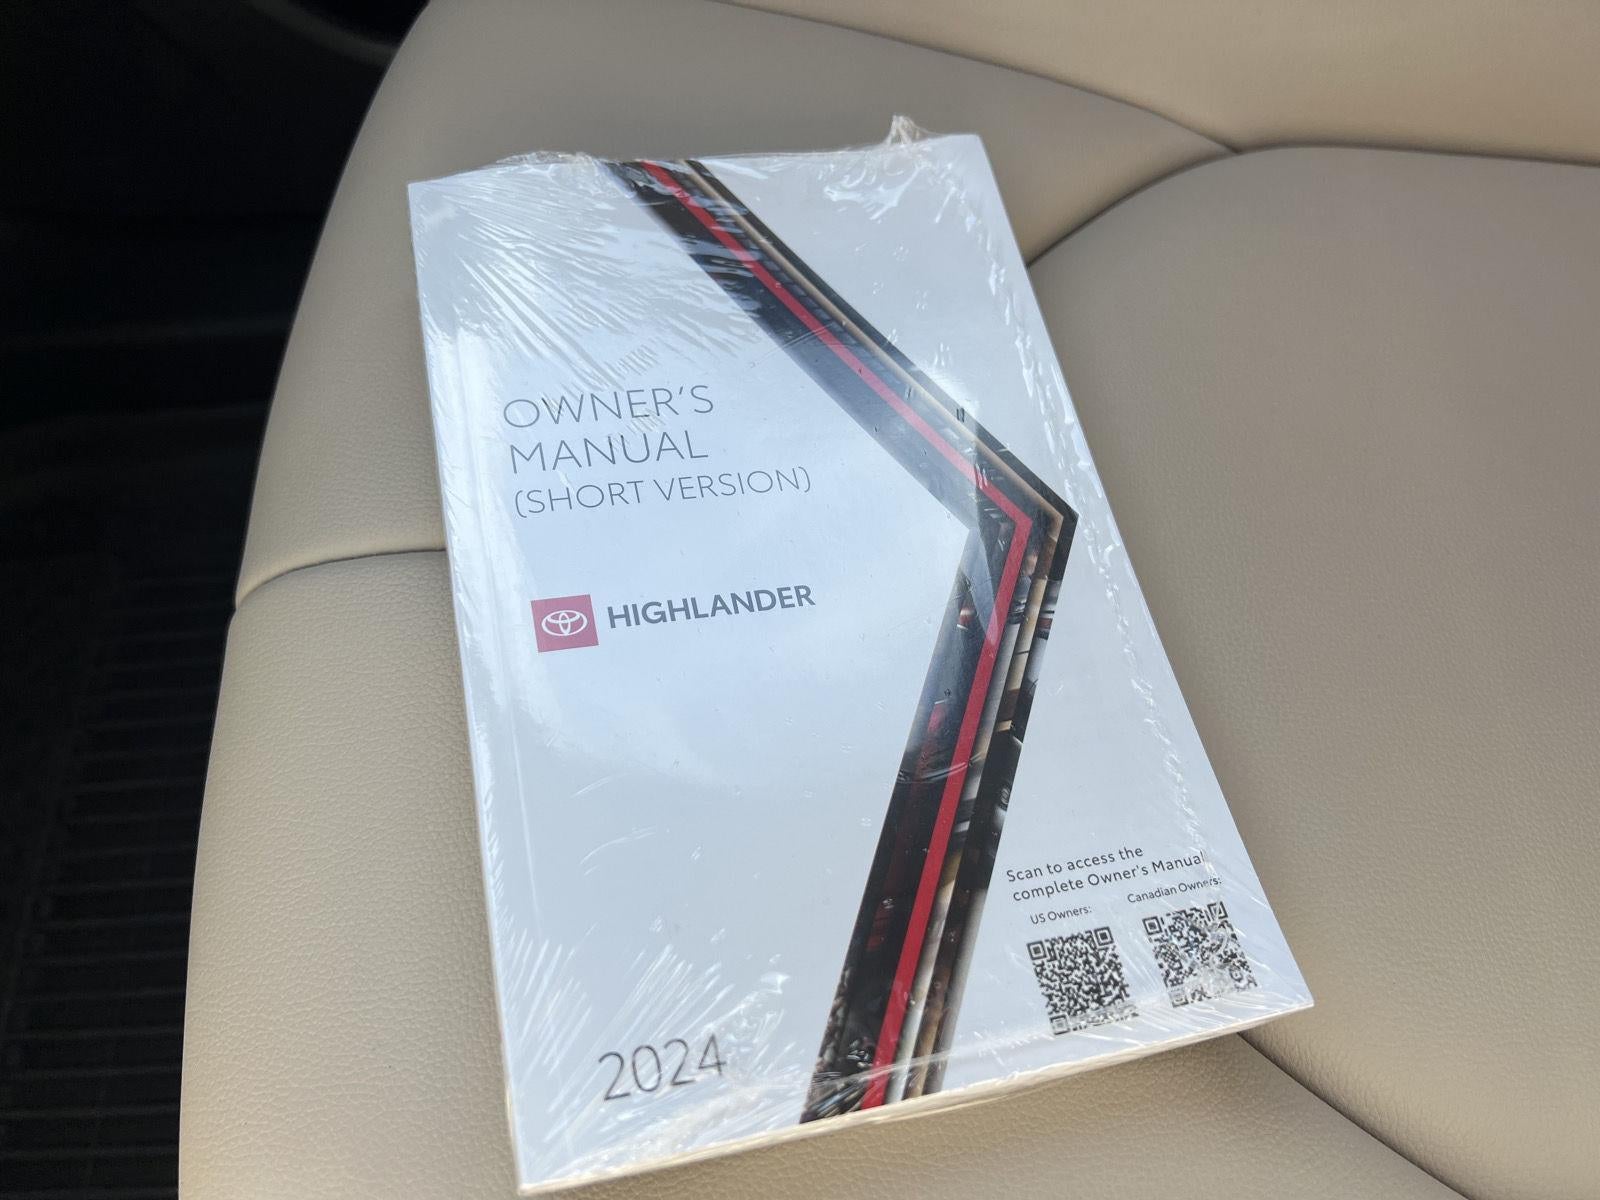 OWNER'S
MANUAL
(SHORT VERSION)
HIGHLANDER
Scan to access the
complete Owner's Manual
US Owners:
Canadian Owners:
2024